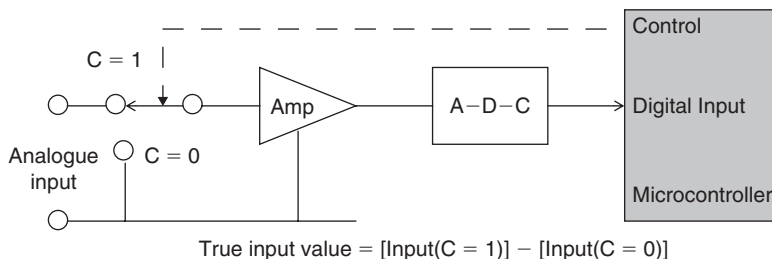 Control
C = 1
Amp
A–D–C
Digital Input
Analogue
input
C = 0
Microcontroller
True input value = [Input(C = 1)] – [Input(C = 0)]